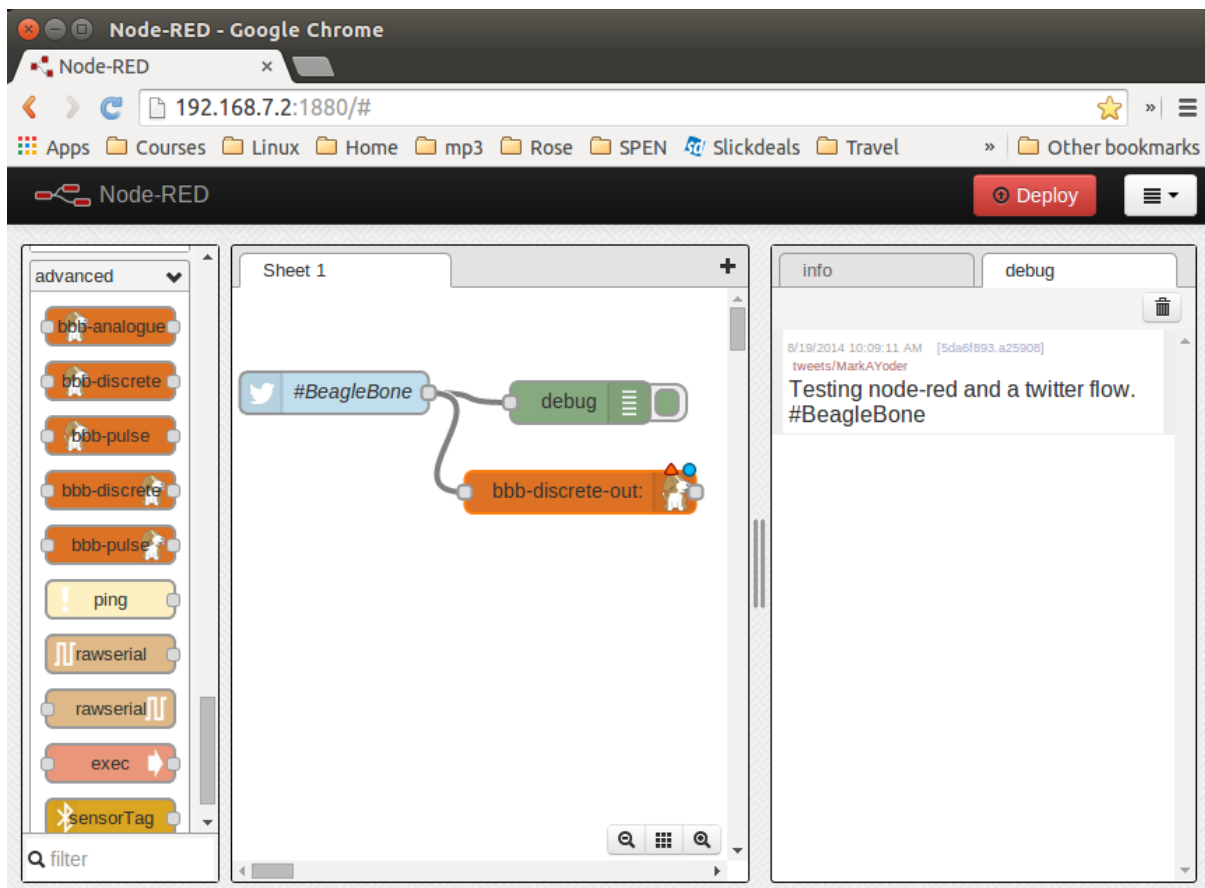 Node-RED - Google Chrome
Node-RED ×
192.168.7.2:1880/#
Apps Courses Linux Home mp3 Rose SPEN Slickdeals Travel » Other bookmarks
Node-RED Deploy
advanced
bbb-analogue
bbb-discrete
bbb-pulse
bbb-discrete
bbb-pulse
ping
rawserial
rawserial
exec
sensorTag
filter
Sheet 1
#BeagleBone
debug
bbb-discrete-out:
info debug
8/19/2014 10:09:11 AM [5da6f893.a25908]
tweets/MarkAYoder
Testing node-red and a twitter flow.
#BeagleBone